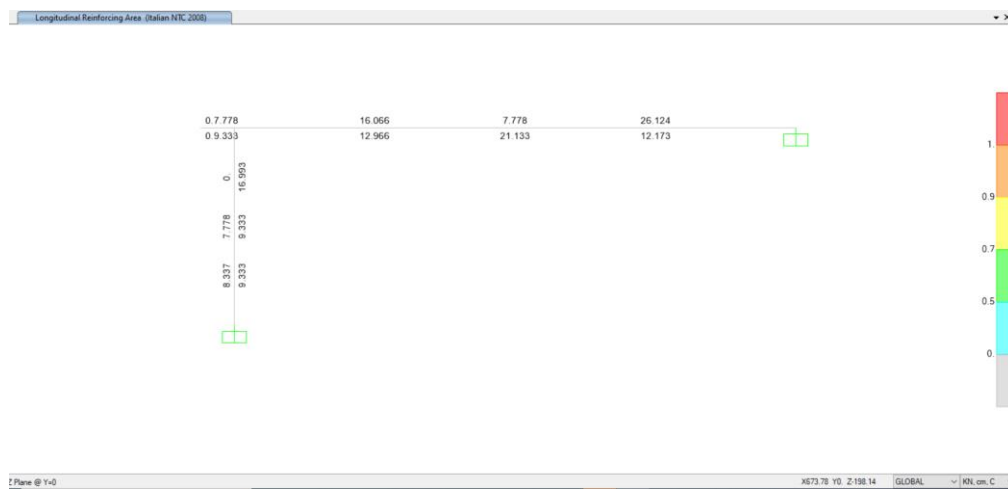 Longitudinal Reinforcing Area (Italian NTC 2008)
0.7.778 16.066 7.778 26.124
0.9.333 12.966 21.133 12.173
0. 16.993
7.778 9.333
8.337 9.333
1.
0.9
0.7
0.5
0.
Z Plane @ Y=0 X673.78 Y0. Z-198.14 GLOBAL KN, cm, C